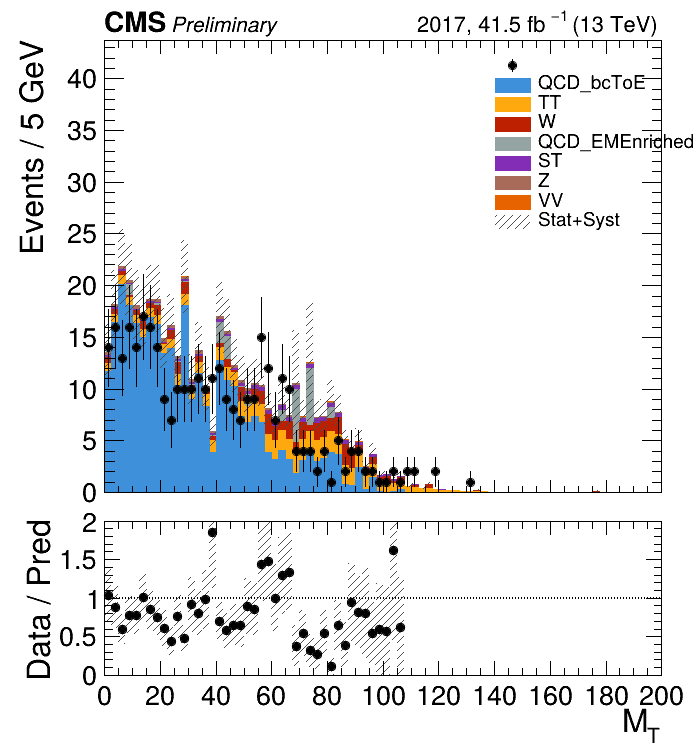 CMS Preliminary 2017, 41.5 fb⁻¹ (13 TeV)
Events / 5 GeV
40
35
30
25
20
15
10
5
0
QCD_bcToE
TT
W
QCD_EMEnriched
ST
Z
VV
Stat+Syst
Data / Pred
2
1.5
1
0.5
0
0 20 40 60 80 100 120 140 160 180 200
M_T